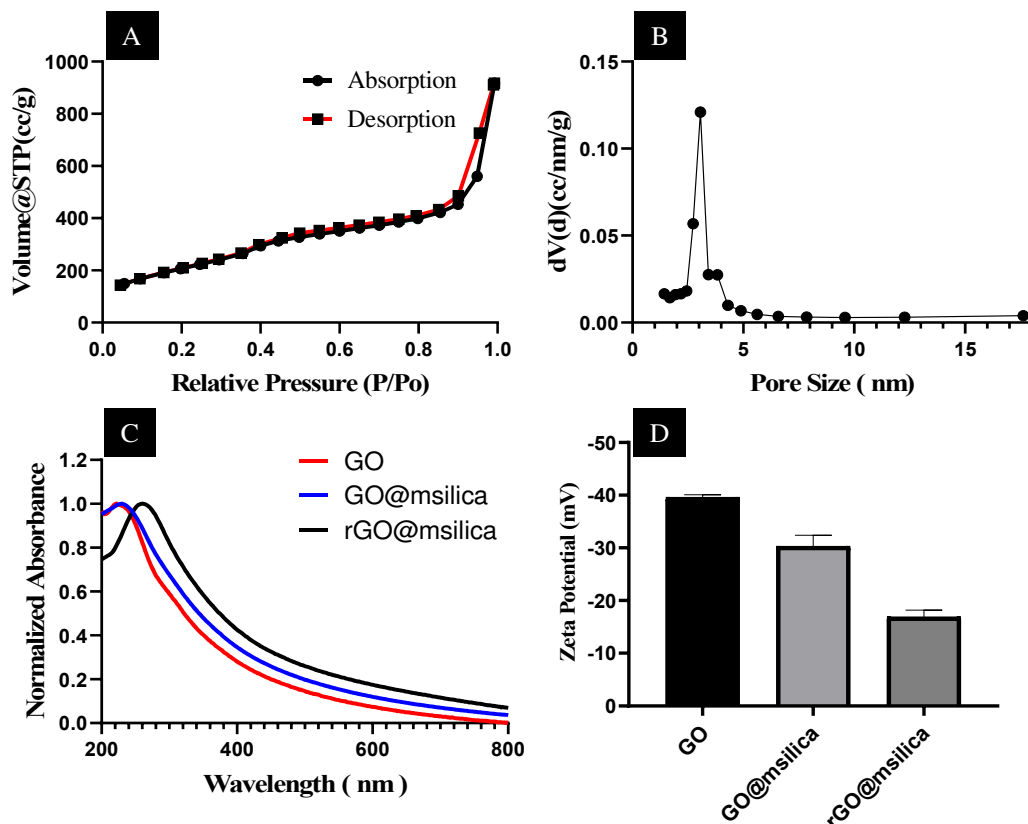 A
Volume@STP(cc/g)
1000
800
600
400
200
0
Absorption
Desorption
0.0 0.2 0.4 0.6 0.8 1.0
Relative Pressure (P/Po)
B
dV(d)(cc/nm/g)
0.15
0.10
0.05
0.00
0 5 10 15
Pore Size ( nm)
C
Normalized Absorbance
1.2
1.0
0.8
0.6
0.4
0.2
0.0
GO
GO@msilica
rGO@msilica
200 400 600 800
Wavelength ( nm )
D
Zeta Potential (mV)
-50
-40
-30
-20
-10
0
GO
GO@msilica
rGO@msilica